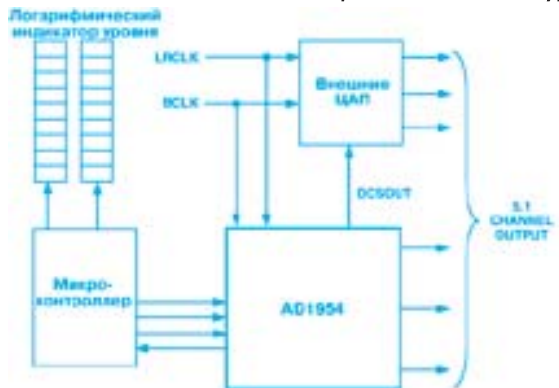 Логарифмический
индикатор уровня
LRCLK
BCLK
Внешние
ЦАП
DCSOUT
5.1
CHANNEL
OUTPUT
Микро-
контроллер
AD1954